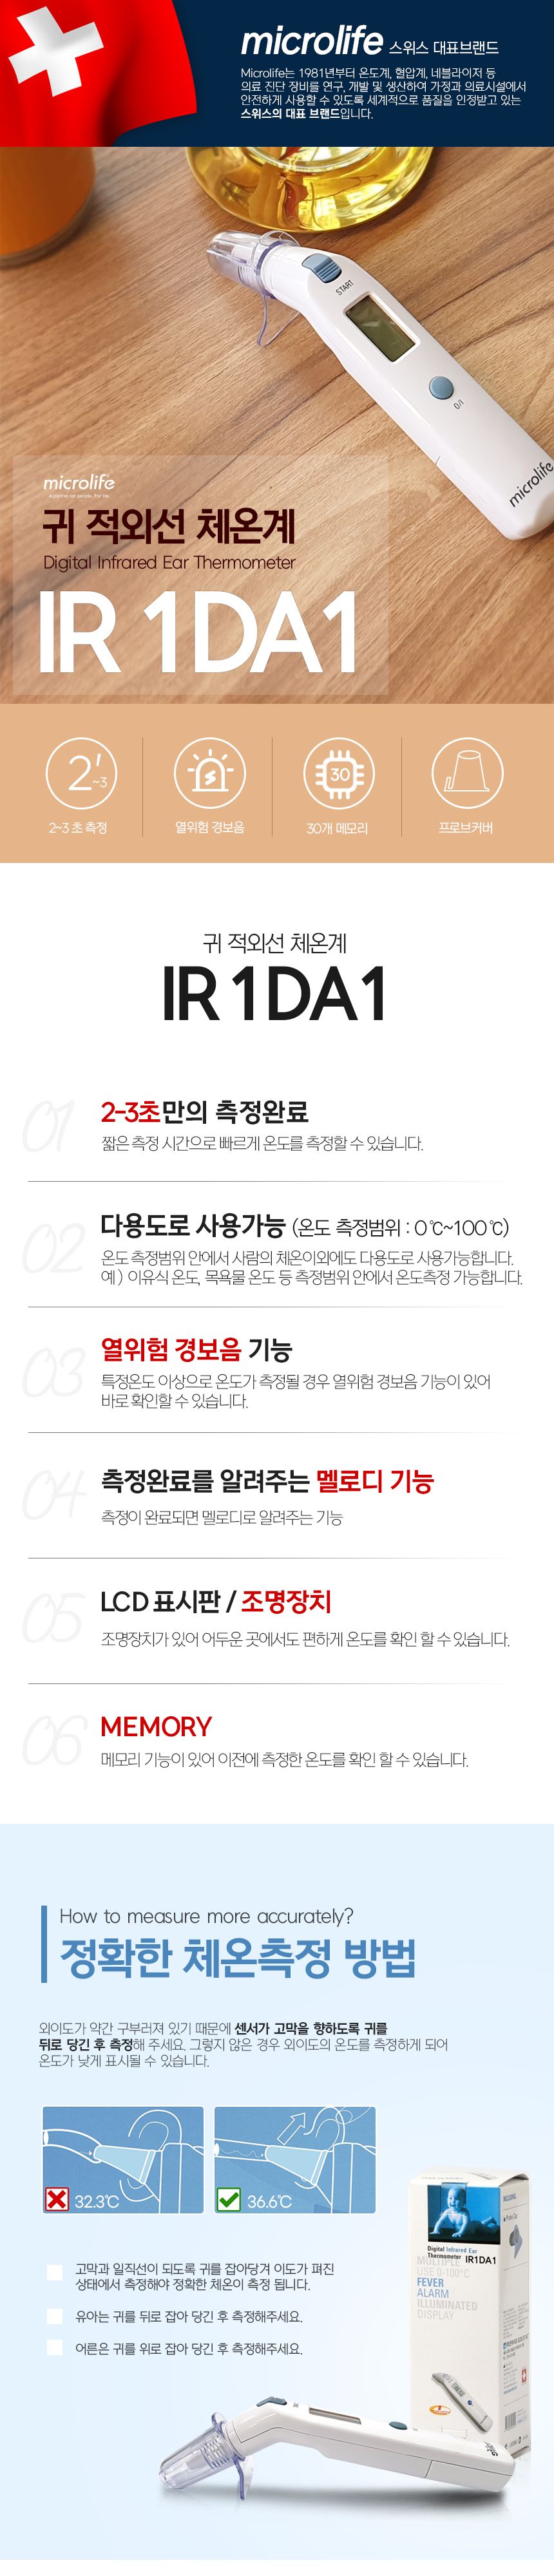 microlife 스위스 대표브랜드
Microlife는 1981년부터 온도계, 혈압계, 네블라이저 등
의료 진단 장비를 연구, 개발 및 생산하여 가정과 의료시설에서
안전하게 사용할 수 있도록 세계적으로 품질을 인정받고 있는
스위스의 대표 브랜드입니다.
START
O/I
microlife
microlife
A partner for people. For life.
귀 적외선 체온계
Digital Infrared Ear Thermometer
IR 1DA1
2′~3
30
2~3 초 측정
열위험 경보음
30개 메모리
프로브커버
귀 적외선 체온계
IR 1DA1
01
2-3초만의 측정완료
짧은 측정 시간으로 빠르게 온도를 측정할 수 있습니다.
02
다용도로 사용가능 (온도 측정범위 : 0℃~100℃)
온도 측정범위 안에서 사람의 체온이외에도 다용도로 사용가능합니다.
예 ) 이유식 온도, 목욕물 온도 등 측정범위 안에서 온도측정 가능합니다.
03
열위험 경보음 기능
특정온도 이상으로 온도가 측정될 경우 열위험 경보음 기능이 있어
바로 확인할 수 있습니다.
04
측정완료를 알려주는 멜로디 기능
측정이 완료되면 멜로디로 알려주는 기능
05
LCD 표시판 / 조명장치
조명장치가 있어 어두운 곳에서도 편하게 온도를 확인 할 수 있습니다.
06
MEMORY
메모리 기능이 있어 이전에 측정한 온도를 확인 할 수 있습니다.
How to measure more accurately?
정확한 체온측정 방법
외이도가 약간 구부러져 있기 때문에 센서가 고막을 향하도록 귀를
뒤로 당긴 후 측정해 주세요. 그렇지 않은 경우 외이도의 온도를 측정하게 되어
온도가 낮게 표시될 수 있습니다.
32.3℃
36.6℃
고막과 일직선이 되도록 귀를 잡아당겨 이도가 펴진
상태에서 측정해야 정확한 체온이 측정 됩니다.
유아는 귀를 뒤로 잡아 당긴 후 측정해주세요.
어른은 귀를 위로 잡아 당긴 후 측정해주세요.
Digital Infrared Ear
Thermometer IR1DA1
MULTIPLE
USE 0-100°C
FEVER
ALARM
ILLUMINATED
DISPLAY